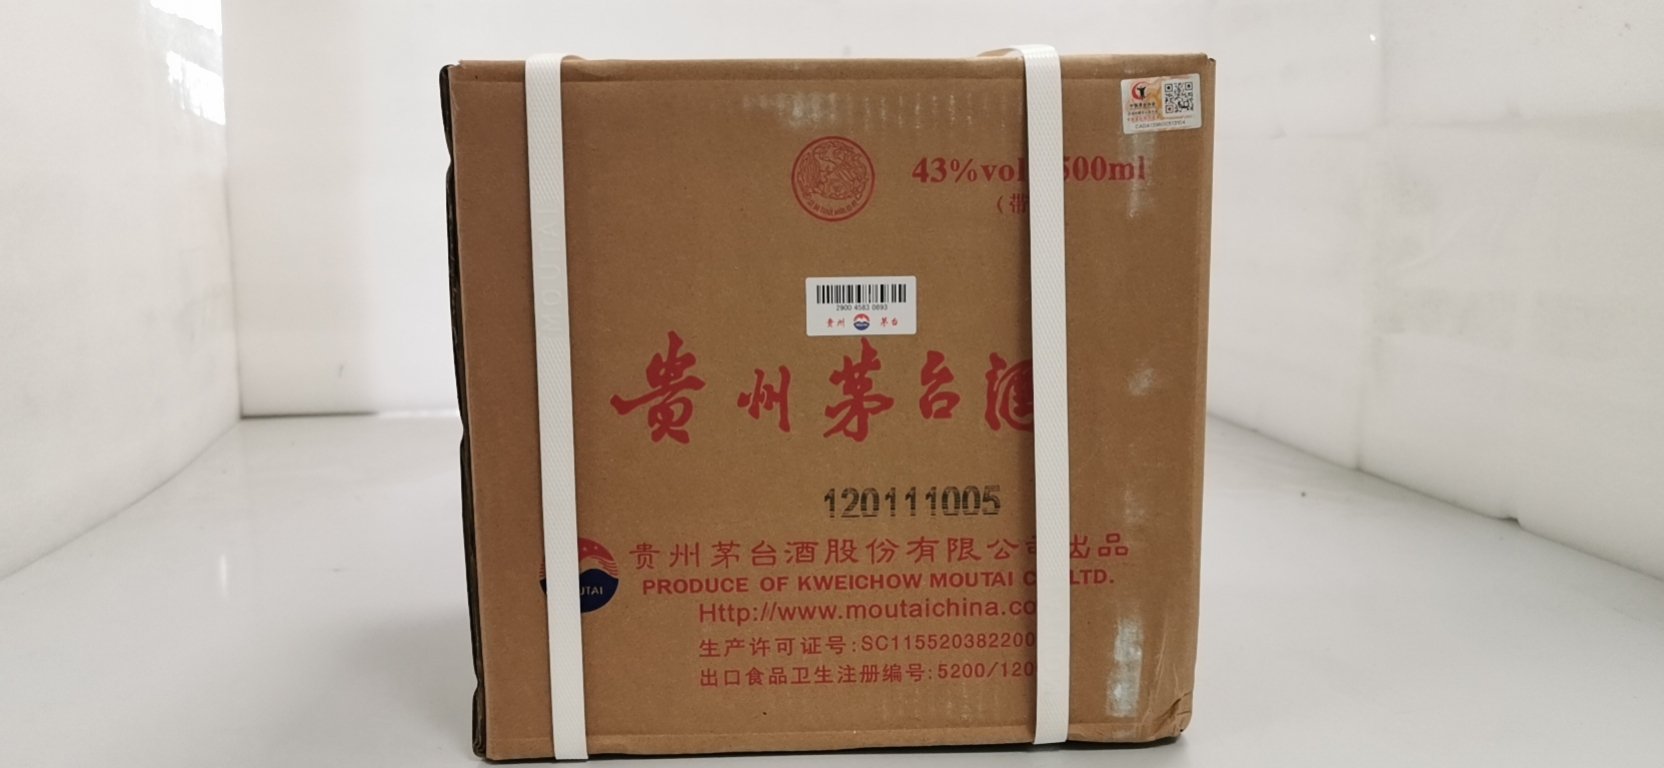 43%vol 500ml
(带
2900 4583 0893
贵州 茅台
贵州茅台酒
120111005
贵州茅台酒股份有限公司出品
PRODUCE OF KWEICHOW MOUTAI C LTD.
Http://www.moutaichina.co
生产许可证号:SC115520382200
出口食品卫生注册编号:5200/120
UTAI
MOUTAI